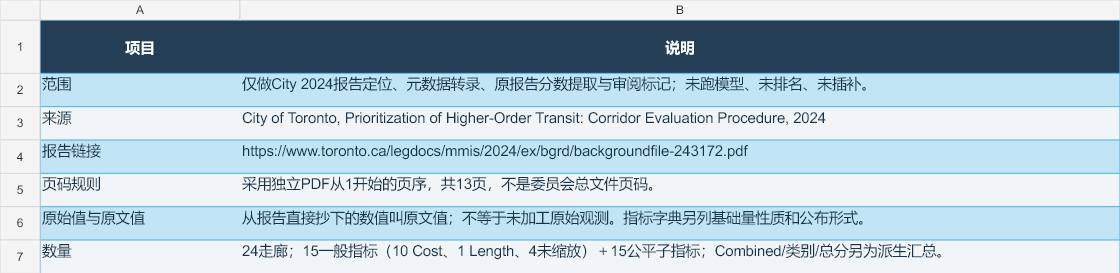 A B
1 项目 说明
2 范围 仅做City 2024报告定位、元数据转录、原报告分数提取与审阅标记；未跑模型、未排名、未插补。
3 来源 City of Toronto, Prioritization of Higher-Order Transit: Corridor Evaluation Procedure, 2024
4 报告链接 https://www.toronto.ca/legdocs/mmis/2024/ex/bgrd/backgroundfile-243172.pdf
5 页码规则 采用独立PDF从1开始的页序，共13页，不是委员会总文件页码。
6 原始值与原文值 从报告直接抄下的数值叫原文值；不等于未加工原始观测。指标字典另列基础量性质和公布形式。
7 数量 24走廊；15一般指标（10 Cost、1 Length、4未缩放）＋15公平子指标；Combined/类别/总分另为派生汇总。